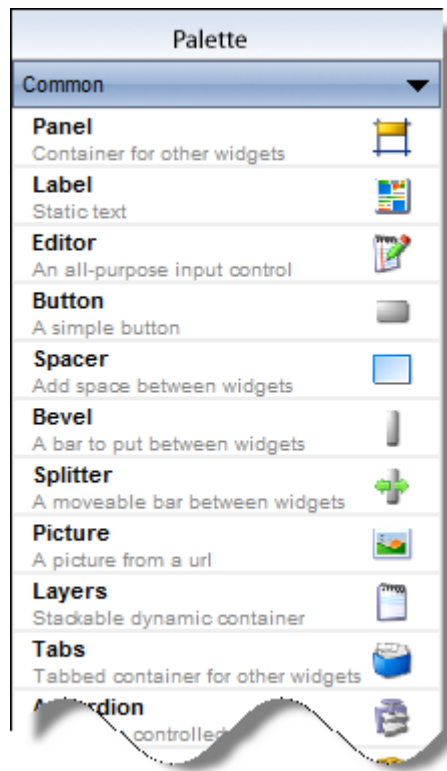 Palette
Common
Panel
Container for other widgets
Label
Static text
Editor
An all-purpose input control
Button
A simple button
Spacer
Add space between widgets
Bevel
A bar to put between widgets
Splitter
A moveable bar between widgets
Picture
A picture from a url
Layers
Stackable dynamic container
Tabs
Tabbed container for other widgets
controlled